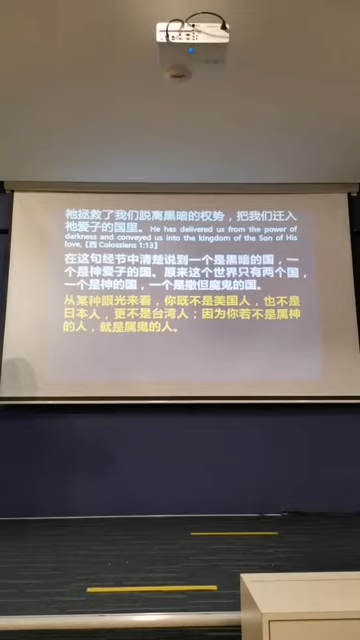 祂拯救了我们脱离黑暗的权势，把我们迁入
祂爱子的国里。He has delivered us from the power of
darkness and conveyed us into the kingdom of the Son of His
love, [西 Colossians 1:13]
在这句经节中清楚说到一个是黑暗的国，一
个是神爱子的国。原来这个世界只有两个国，
一个是神的国，一个是撒但魔鬼的国。
从某种眼光来看，你既不是美国人，也不是
日本人，更不是台湾人；因为你若不是属神
的人，就是属鬼的人。